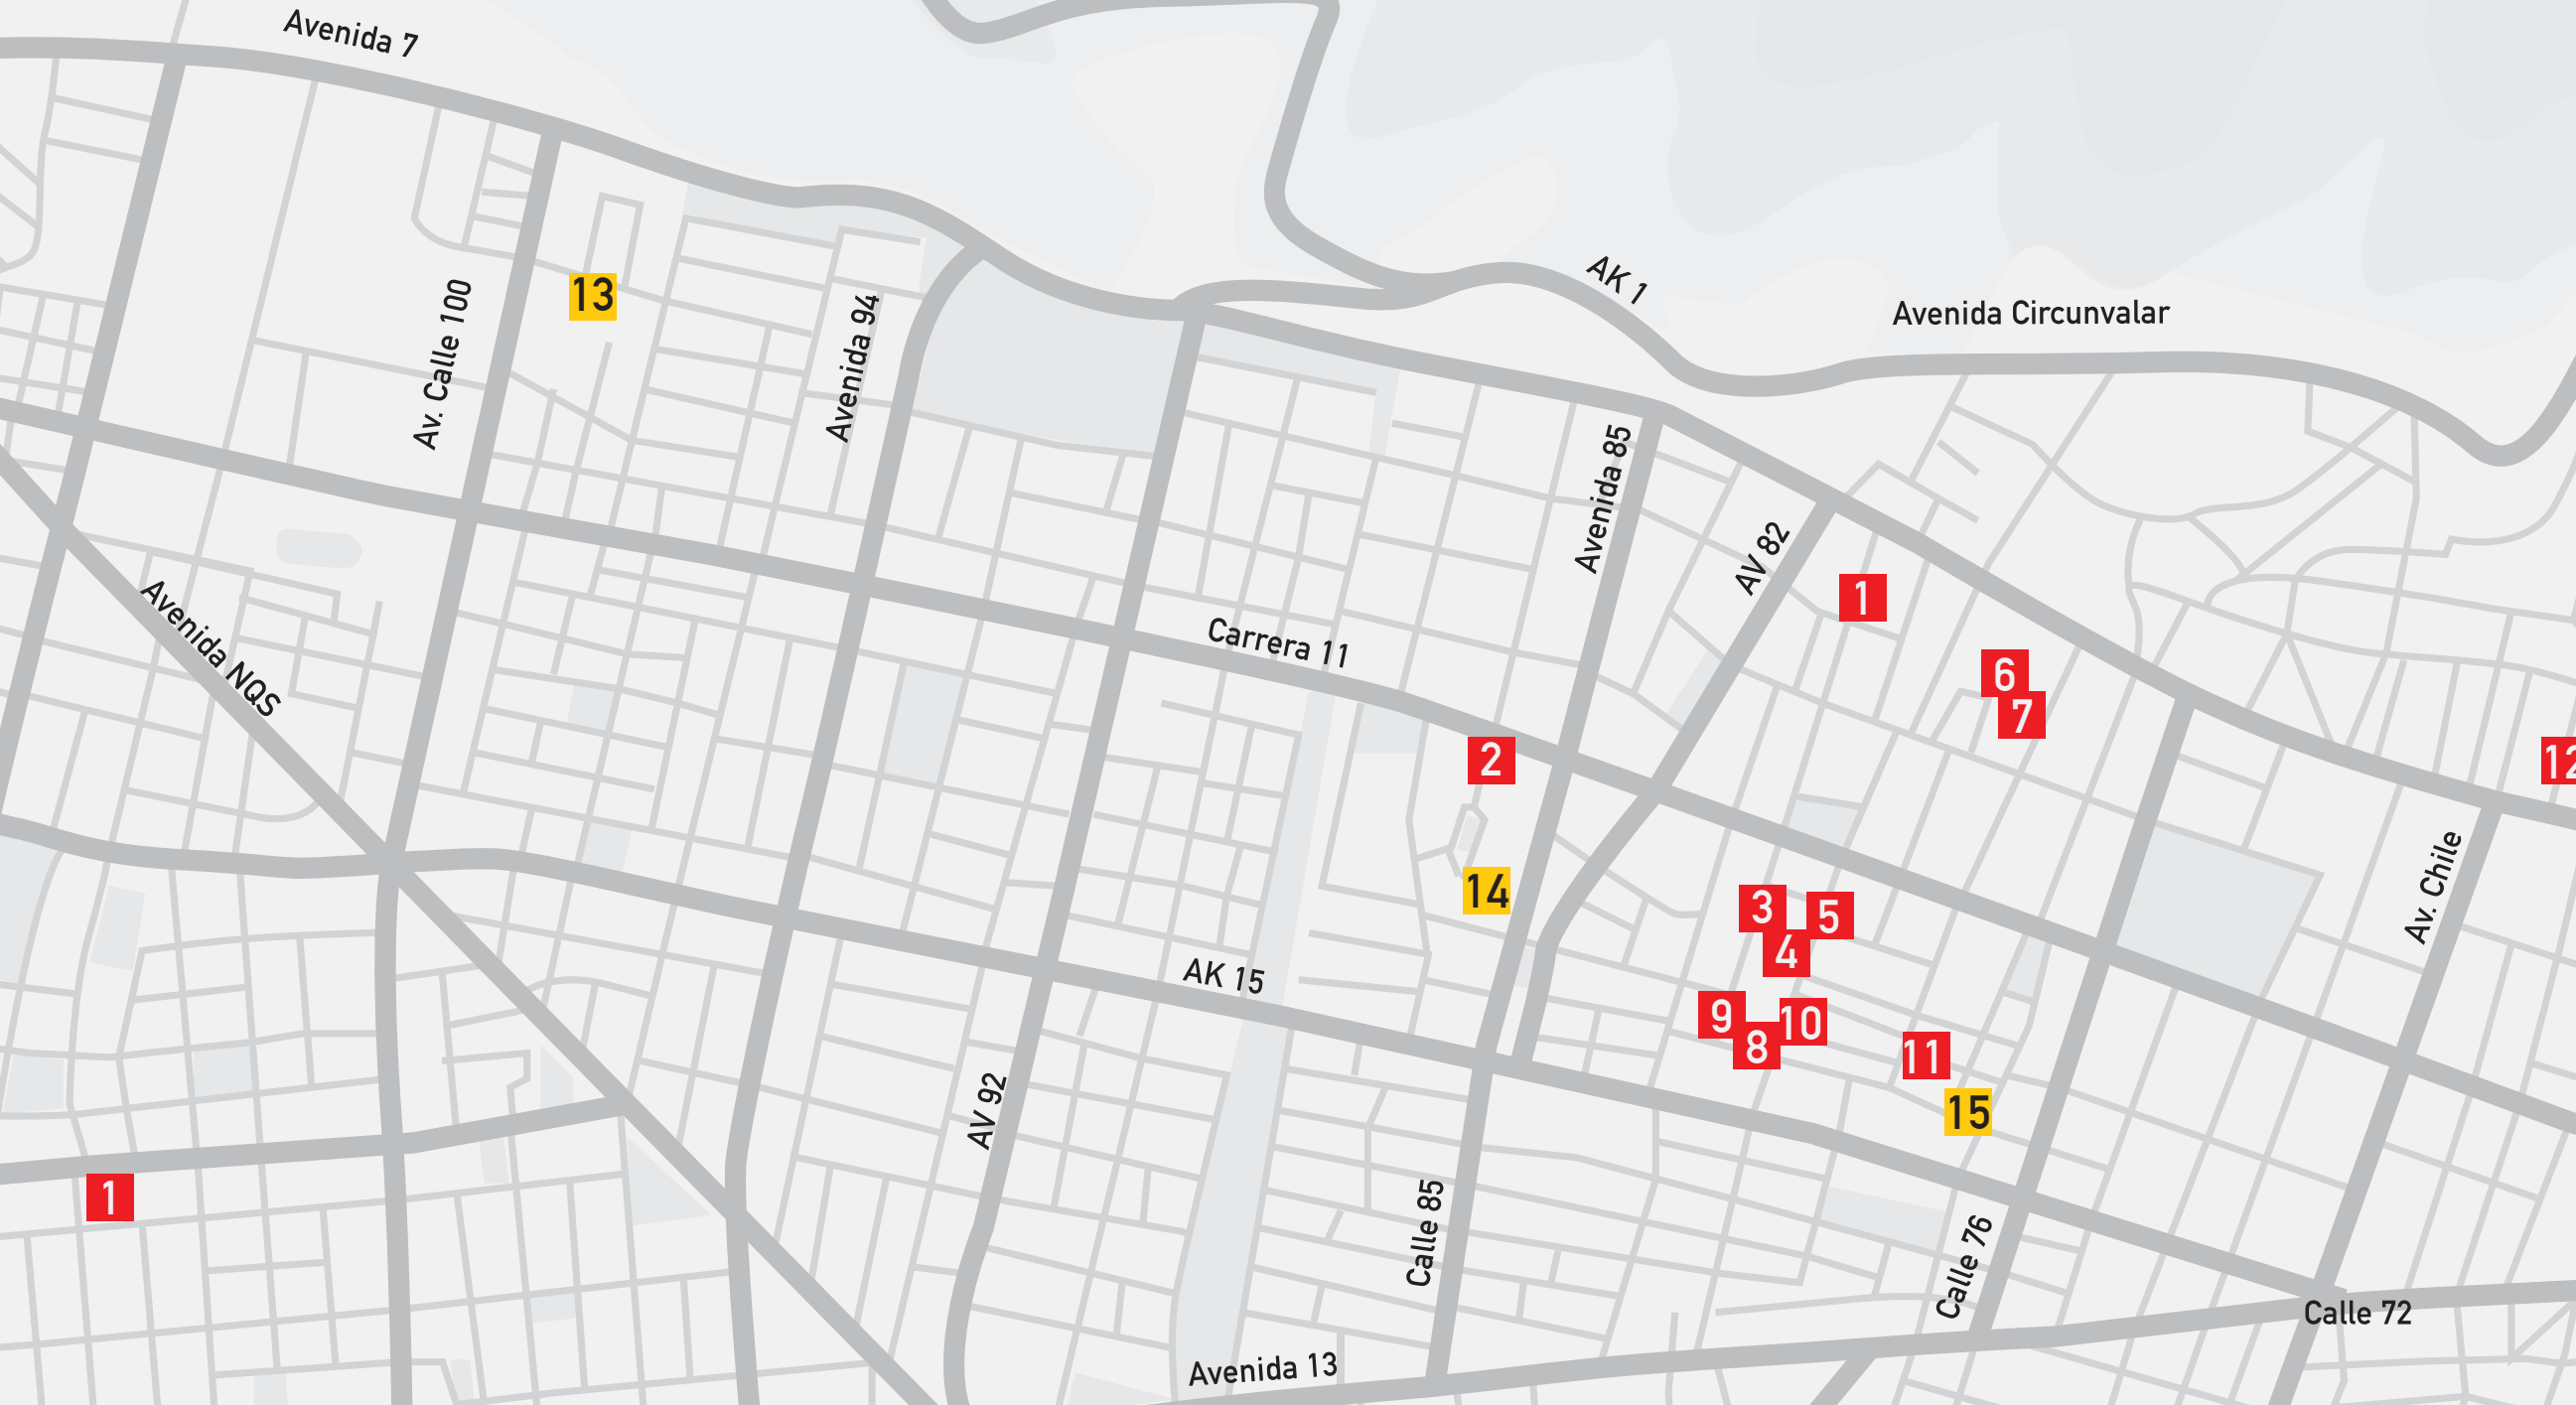 Avenida 7
AK 1
Avenida Circunvalar
13
Av. Calle 100
Avenida 94
Avenida 85
AV 82
1
Avenida NQS
Carrera 11
6
7
2
12
Av. Chile
14
3
5
4
AK 15
9
10
8
11
15
AV 92
1
Calle 85
Calle 76
Calle 72
Avenida 13